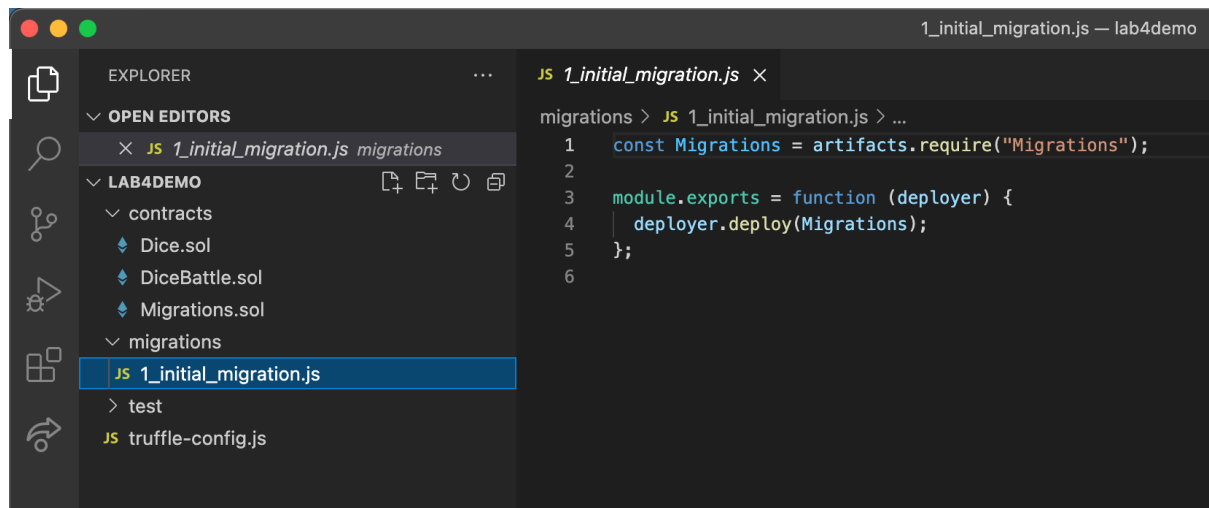 1_initial_migration.js — lab4demo
EXPLORER
...
OPEN EDITORS
JS 1_initial_migration.js migrations
LAB4DEMO
contracts
Dice.sol
DiceBattle.sol
Migrations.sol
migrations
JS 1_initial_migration.js
test
JS truffle-config.js
JS 1_initial_migration.js
migrations > JS 1_initial_migration.js > ...
1 const Migrations = artifacts.require("Migrations");
2
3 module.exports = function (deployer) {
4 deployer.deploy(Migrations);
5 };
6